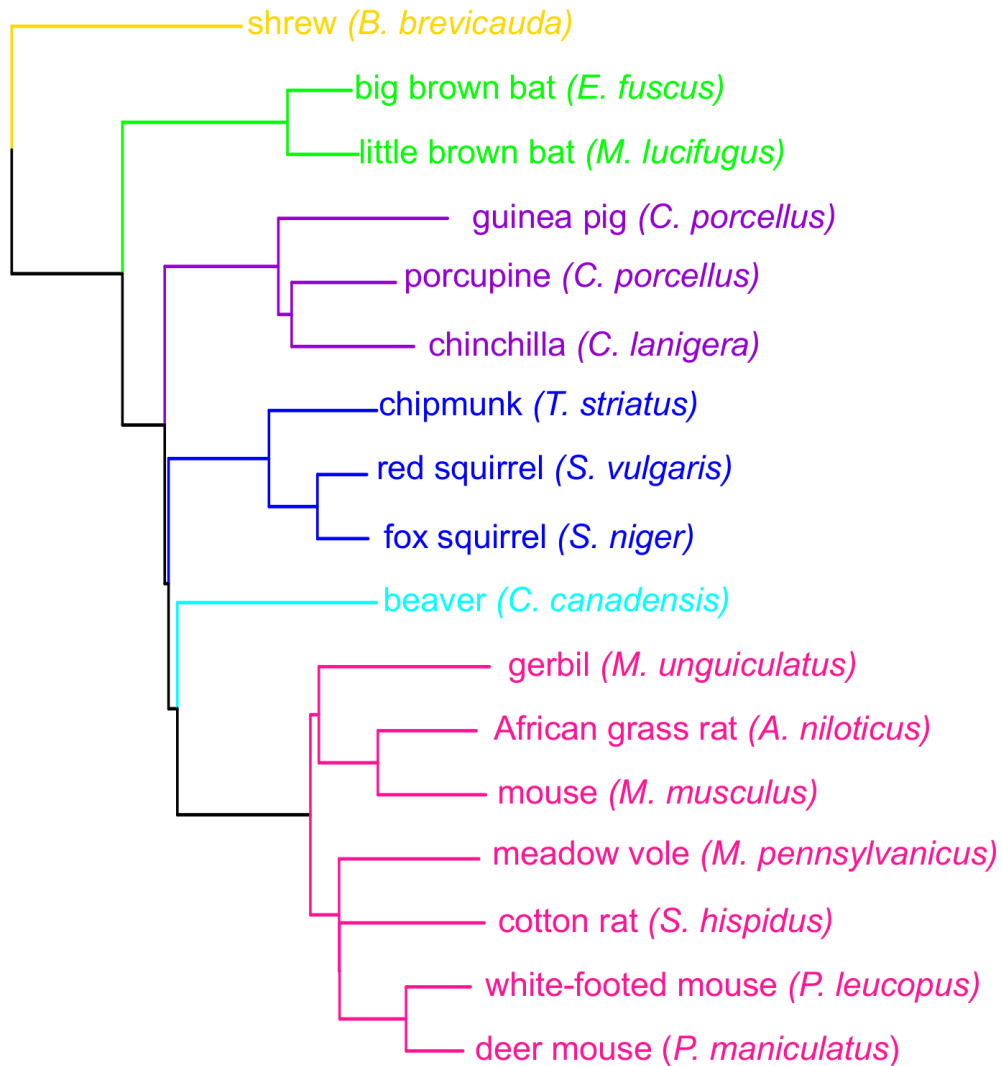 shrew (B. brevicauda)
big brown bat (E. fuscus)
little brown bat (M. lucifugus)
guinea pig (C. porcellus)
porcupine (C. porcellus)
chinchilla (C. lanigera)
chipmunk (T. striatus)
red squirrel (S. vulgaris)
fox squirrel (S. niger)
beaver (C. canadensis)
gerbil (M. unguiculatus)
African grass rat (A. niloticus)
mouse (M. musculus)
meadow vole (M. pennsylvanicus)
cotton rat (S. hispidus)
white-footed mouse (P. leucopus)
deer mouse (P. maniculatus)